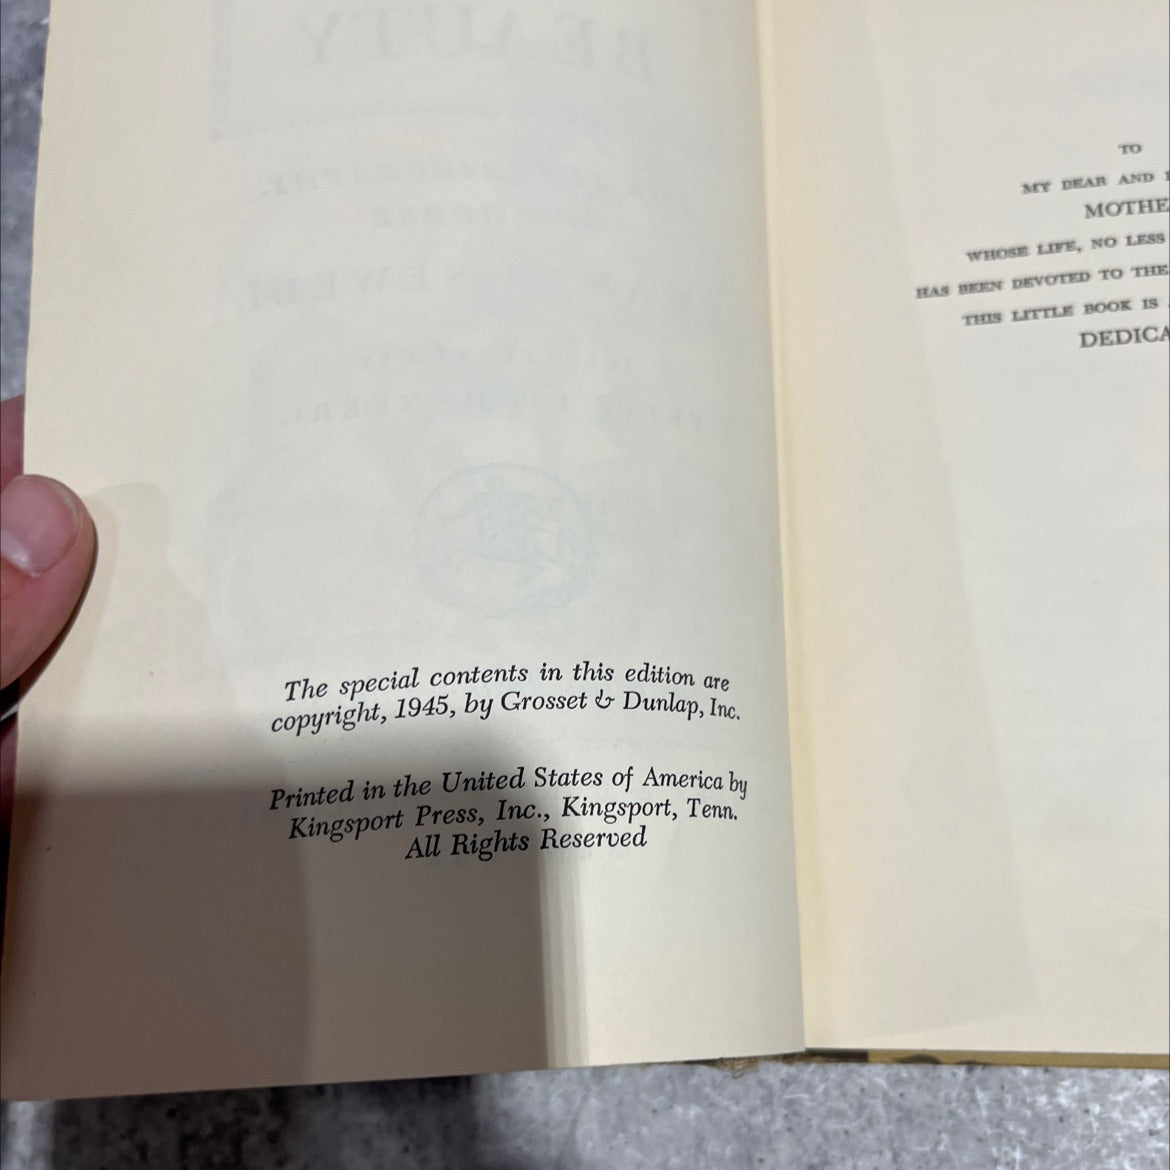 BEAUTY
The special contents in this edition are
copyright, 1945, by Grosset & Dunlap, Inc.
Printed in the United States of America by
Kingsport Press, Inc., Kingsport, Tenn.
All Rights Reserved
TO
MY DEAR AND
MOTHE
WHOSE LIFE, NO LESS
HAS BEEN DEVOTED TO THE
THIS LITTLE BOOK IS
DEDICA